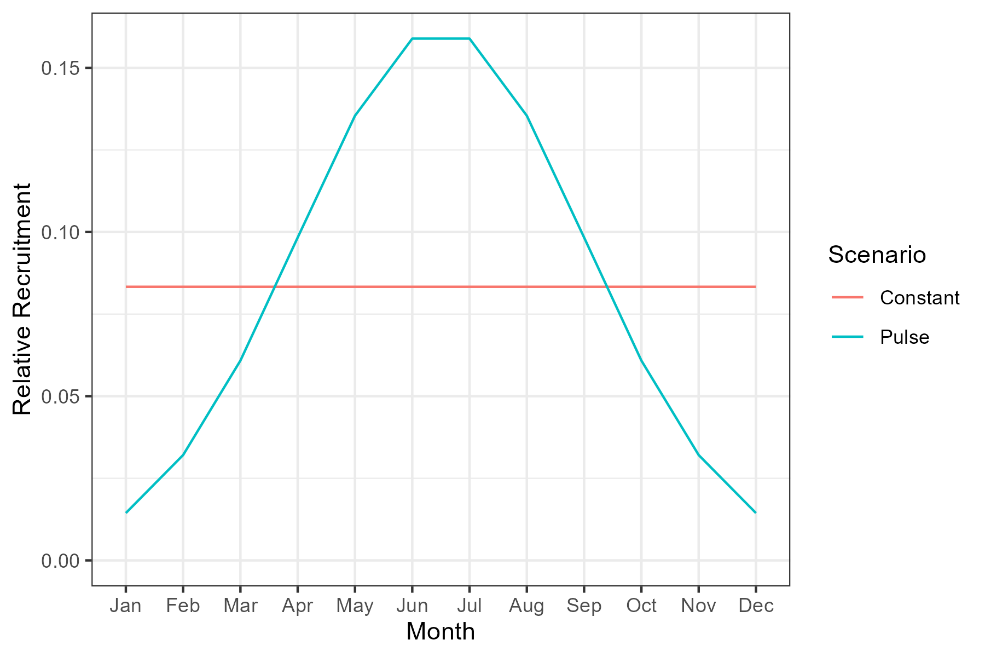 Relative Recruitment
0.15
0.10
0.05
0.00
Jan Feb Mar Apr May Jun Jul Aug Sep Oct Nov Dec
Month
Scenario
Constant
Pulse